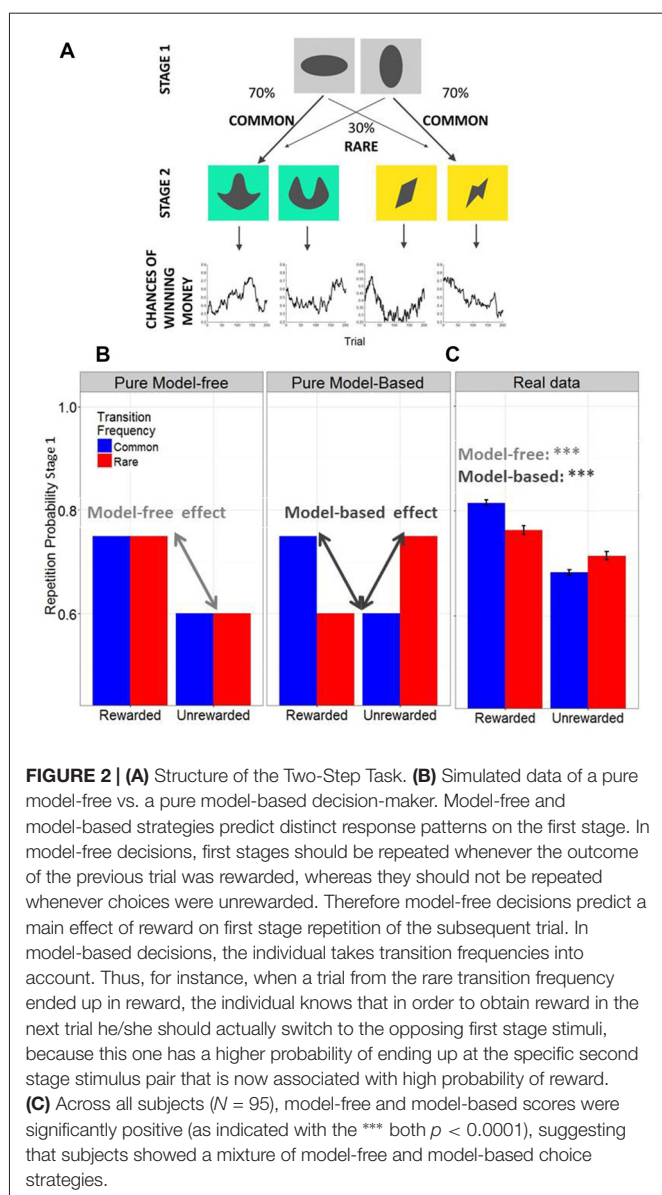 A
STAGE 1
70%
COMMON
30%
RARE
70%
COMMON
STAGE 2
CHANCES OF
WINNING
MONEY
Trial
B
C
Pure Model-free
Pure Model-Based
Real data
Repetition Probability Stage 1
1.0
0.8
0.6
Transition
Frequency
Common
Rare
Model-free effect
Model-based effect
Model-free: ***
Model-based: ***
Rewarded
Unrewarded
Rewarded
Unrewarded
Rewarded
Unrewarded
FIGURE 2 | (A) Structure of the Two-Step Task. (B) Simulated data of a pure
model-free vs. a pure model-based decision-maker. Model-free and
model-based strategies predict distinct response patterns on the first stage. In
model-free decisions, first stages should be repeated whenever the outcome
of the previous trial was rewarded, whereas they should not be repeated
whenever choices were unrewarded. Therefore model-free decisions predict a
main effect of reward on first stage repetition of the subsequent trial. In
model-based decisions, the individual takes transition frequencies into
account. Thus, for instance, when a trial from the rare transition frequency
ended up in reward, the individual knows that in order to obtain reward in the
next trial he/she should actually switch to the opposing first stage stimuli,
because this one has a higher probability of ending up at the specific second
stage stimulus pair that is now associated with high probability of reward.
(C) Across all subjects (N = 95), model-free and model-based scores were
significantly positive (as indicated with the *** both p < 0.0001), suggesting
that subjects showed a mixture of model-free and model-based choice
strategies.